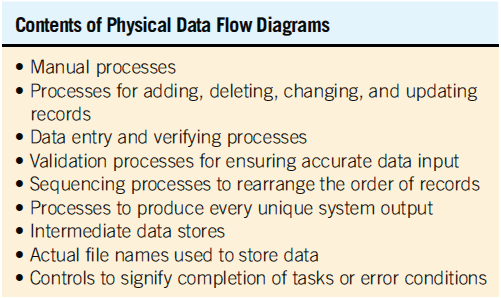 Contents of Physical Data Flow Diagrams
• Manual processes
• Processes for adding, deleting, changing, and updating
records
• Data entry and verifying processes
• Validation processes for ensuring accurate data input
• Sequencing processes to rearrange the order of records
• Processes to produce every unique system output
• Intermediate data stores
• Actual file names used to store data
• Controls to signify completion of tasks or error conditions